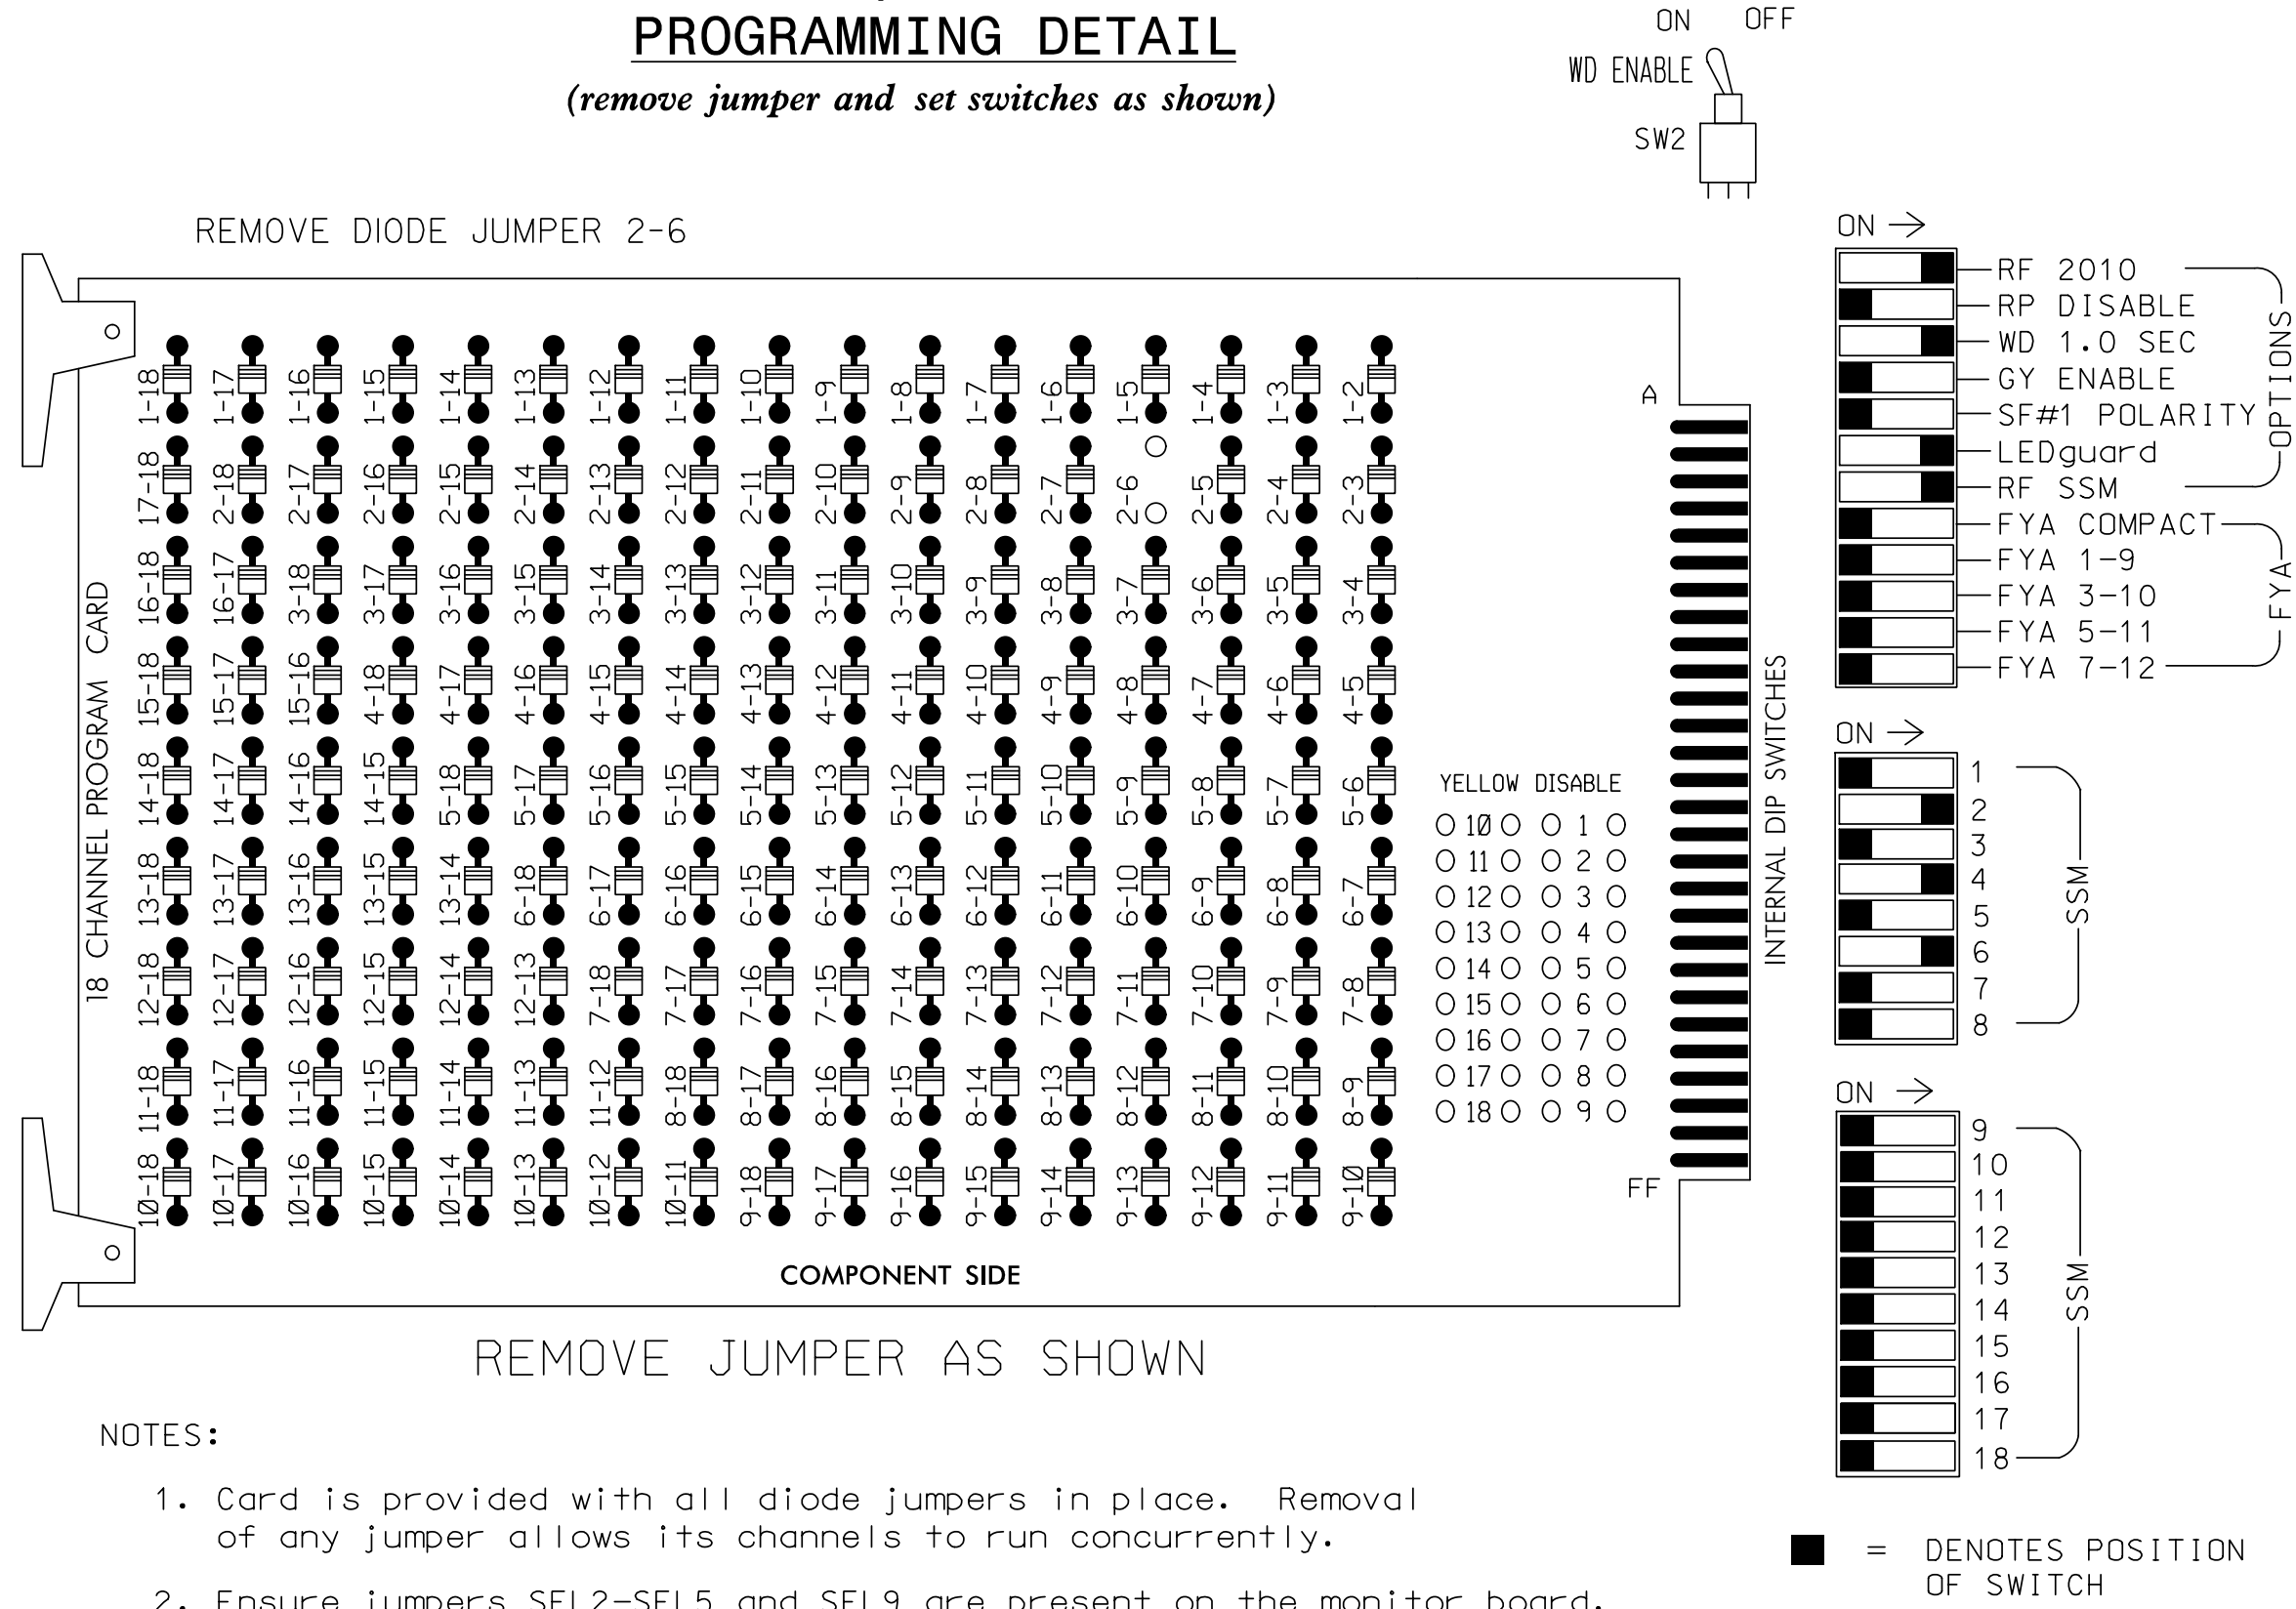 PROGRAMMING DETAIL
(remove jumper and set switches as shown)
ON OFF
WD ENABLE
SW2
REMOVE DIODE JUMPER 2-6
18 CHANNEL PROGRAM CARD
1-18 1-17 1-16 1-15 1-14 1-13 1-12 1-11 1-10 1-9 1-8 1-7 1-6 1-5 1-4 1-3 1-2
17-18 2-18 2-17 2-16 2-15 2-14 2-13 2-12 2-11 2-10 2-9 2-8 2-7 2-6 2-5 2-4 2-3
16-18 16-17 3-18 3-17 3-16 3-15 3-14 3-13 3-12 3-11 3-10 3-9 3-8 3-7 3-6 3-5 3-4
15-18 15-17 15-16 4-18 4-17 4-16 4-15 4-14 4-13 4-12 4-11 4-10 4-9 4-8 4-7 4-6 4-5
14-18 14-17 14-16 14-15 5-18 5-17 5-16 5-15 5-14 5-13 5-12 5-11 5-10 5-9 5-8 5-7 5-6
13-18 13-17 13-16 13-15 13-14 6-18 6-17 6-16 6-15 6-14 6-13 6-12 6-11 6-10 6-9 6-8 6-7
12-18 12-17 12-16 12-15 12-14 12-13 7-18 7-17 7-16 7-15 7-14 7-13 7-12 7-11 7-10 7-9 7-8
11-18 11-17 11-16 11-15 11-14 11-13 11-12 8-18 8-17 8-16 8-15 8-14 8-13 8-12 8-11 8-10 8-9
10-18 10-17 10-16 10-15 10-14 10-13 10-12 10-11 9-18 9-17 9-16 9-15 9-14 9-13 9-12 9-11 9-10
A
FF
YELLOW DISABLE
10 1
11 2
12 3
13 4
14 5
15 6
16 7
17 8
18 9
COMPONENT SIDE
INTERNAL DIP SWITCHES
ON
RF 2010
RP DISABLE
WD 1.0 SEC
GY ENABLE
SF#1 POLARITY
LEDguard
RF SSM
OPTIONS
FYA COMPACT
FYA 1-9
FYA 3-10
FYA 5-11
FYA 7-12
FYA
ON
1
2
3
4
5
6
7
8
SSM
ON
9
10
11
12
13
14
15
16
17
18
SSM
REMOVE JUMPER AS SHOWN
NOTES:
1. Card is provided with all diode jumpers in place. Removal
of any jumper allows its channels to run concurrently.
2. Ensure jumpers SEL2-SEL5 and SEL9 are present on the monitor board.
= DENOTES POSITION
OF SWITCH